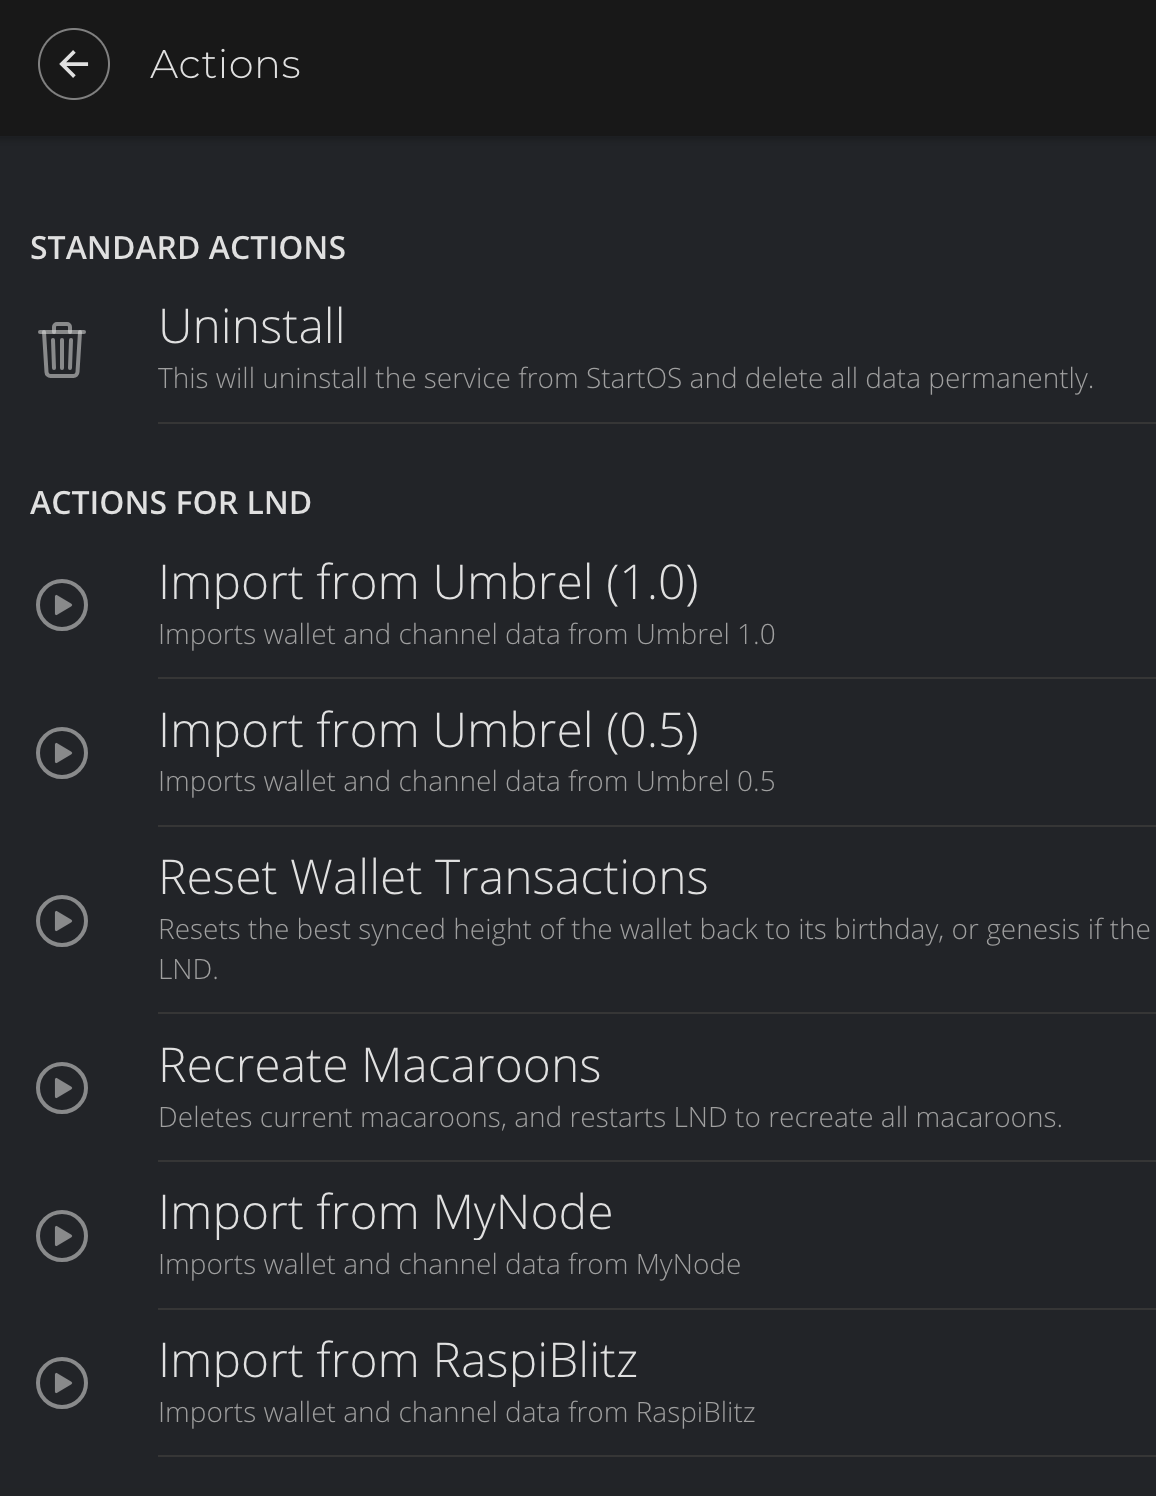 Actions
STANDARD ACTIONS
Uninstall
This will uninstall the service from StartOS and delete all data permanently.
ACTIONS FOR LND
Import from Umbrel (1.0)
Imports wallet and channel data from Umbrel 1.0
Import from Umbrel (0.5)
Imports wallet and channel data from Umbrel 0.5
Reset Wallet Transactions
Resets the best synced height of the wallet back to its birthday, or genesis if the
LND.
Recreate Macaroons
Deletes current macaroons, and restarts LND to recreate all macaroons.
Import from MyNode
Imports wallet and channel data from MyNode
Import from RaspiBlitz
Imports wallet and channel data from RaspiBlitz